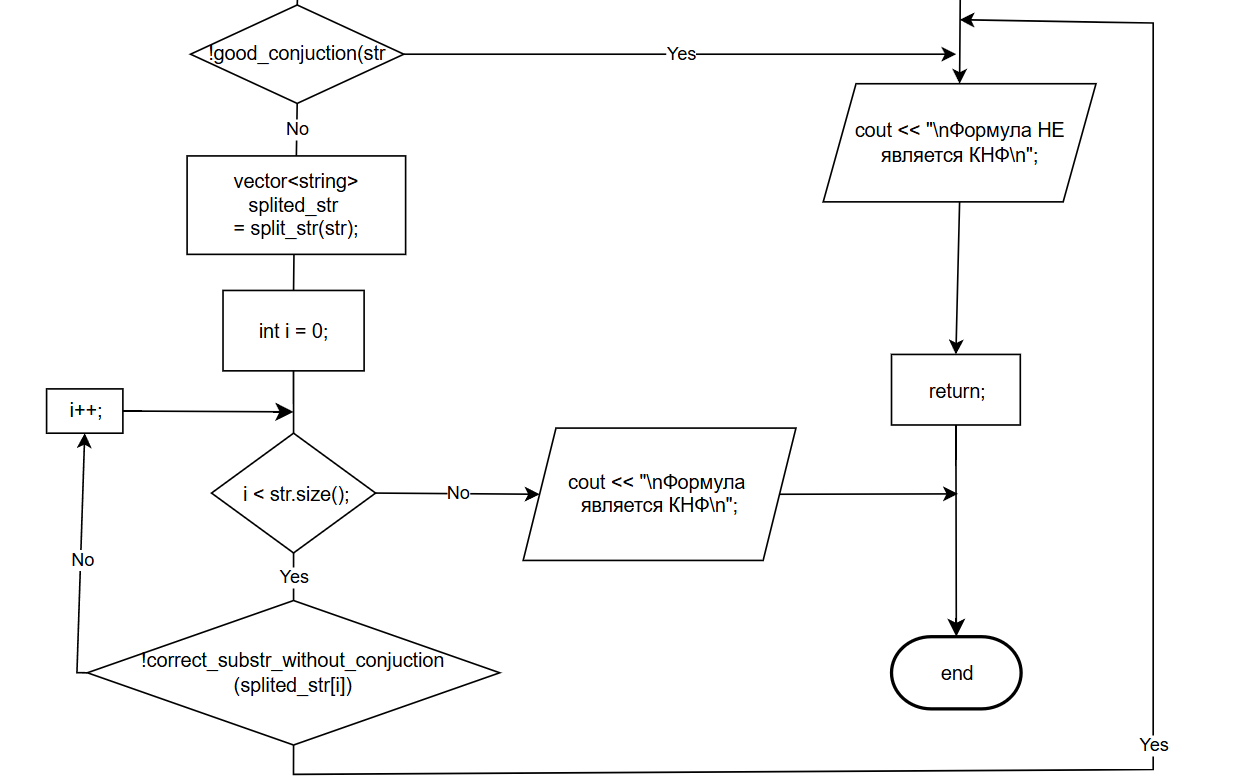 !good_conjuction(str
Yes
No
cout << "\nФормула НЕ
является КНФ\n";
vector<string>
splited_str
= split_str(str);
int i = 0;
return;
i++;
i < str.size();
No
cout << "\nФормула
является КНФ\n";
No
Yes
!correct_substr_without_conjuction
(splited_str[i])
end
Yes